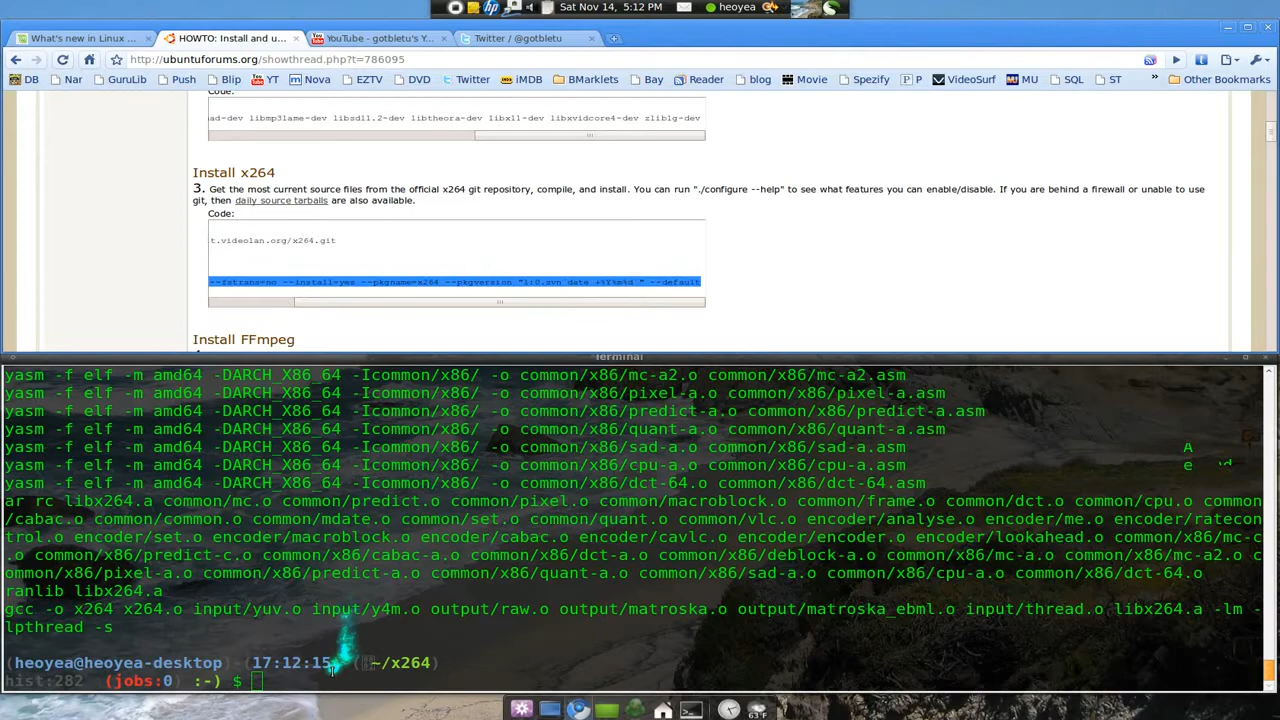 Sat Nov 14, 5:12 PM
heoyea
What's new in Linux ...
HOWTO: Install and u...
YouTube - gotbletu's Y...
Twitter / @gotbletu
http://ubuntuforums.org/showthread.php?t=786095
DB
Nar
GuruLib
Push
Blip
YT
Nova
EZTV
DVD
Twitter
iMDB
BMarklets
Bay
Reader
blog
Movie
Spezify
P
VideoSurf
MU
SQL
ST
Other Bookmarks
Code:
ad-dev libmp3lame-dev libsdl1.2-dev libtheora-dev libx11-dev libxvidcore4-dev zlib1g-dev
Install x264
3. Get the most current source files from the official x264 git repository, compile, and install. You can run "./configure --help" to see what features you can enable/disable. If you are behind a firewall or unable to use
git, then daily source tarballs are also available.
Code:
t.videolan.org/x264.git
--fstrans=no --install=yes --pkgname=x264 --pkgversion "1:0.svn`date +%Y%m%d`" --default
Install FFmpeg
Terminal
yasm -f elf -m amd64 -DARCH_X86_64 -Icommon/x86/ -o common/x86/mc-a2.o common/x86/mc-a2.asm
yasm -f elf -m amd64 -DARCH_X86_64 -Icommon/x86/ -o common/x86/pixel-a.o common/x86/pixel-a.asm
yasm -f elf -m amd64 -DARCH_X86_64 -Icommon/x86/ -o common/x86/predict-a.o common/x86/predict-a.asm
yasm -f elf -m amd64 -DARCH_X86_64 -Icommon/x86/ -o common/x86/quant-a.o common/x86/quant-a.asm
yasm -f elf -m amd64 -DARCH_X86_64 -Icommon/x86/ -o common/x86/sad-a.o common/x86/sad-a.asm
yasm -f elf -m amd64 -DARCH_X86_64 -Icommon/x86/ -o common/x86/cpu-a.o common/x86/cpu-a.asm
yasm -f elf -m amd64 -DARCH_X86_64 -Icommon/x86/ -o common/x86/dct-64.o common/x86/dct-64.asm
ar rc libx264.a common/mc.o common/predict.o common/pixel.o common/macroblock.o common/frame.o common/dct.o common/cpu.o common
/cabac.o common/common.o common/mdate.o common/set.o common/quant.o common/vlc.o encoder/analyse.o encoder/me.o encoder/ratecon
trol.o encoder/set.o encoder/macroblock.o encoder/cabac.o encoder/cavlc.o encoder/encoder.o encoder/lookahead.o common/x86/mc-c
.o common/x86/predict-c.o common/x86/cabac-a.o common/x86/dct-a.o common/x86/deblock-a.o common/x86/mc-a.o common/x86/mc-a2.o c
ommon/x86/pixel-a.o common/x86/predict-a.o common/x86/quant-a.o common/x86/sad-a.o common/x86/cpu-a.o common/x86/dct-64.o
ranlib libx264.a
gcc -o x264 x264.o input/yuv.o input/y4m.o output/raw.o output/matroska.o output/matroska_ebml.o input/thread.o libx264.a -lm -
lpthread -s
(heoyea@heoyea-desktop)-(17:12:15)-(~/x264)
hist:282 (jobs:0) :-) $
63°F